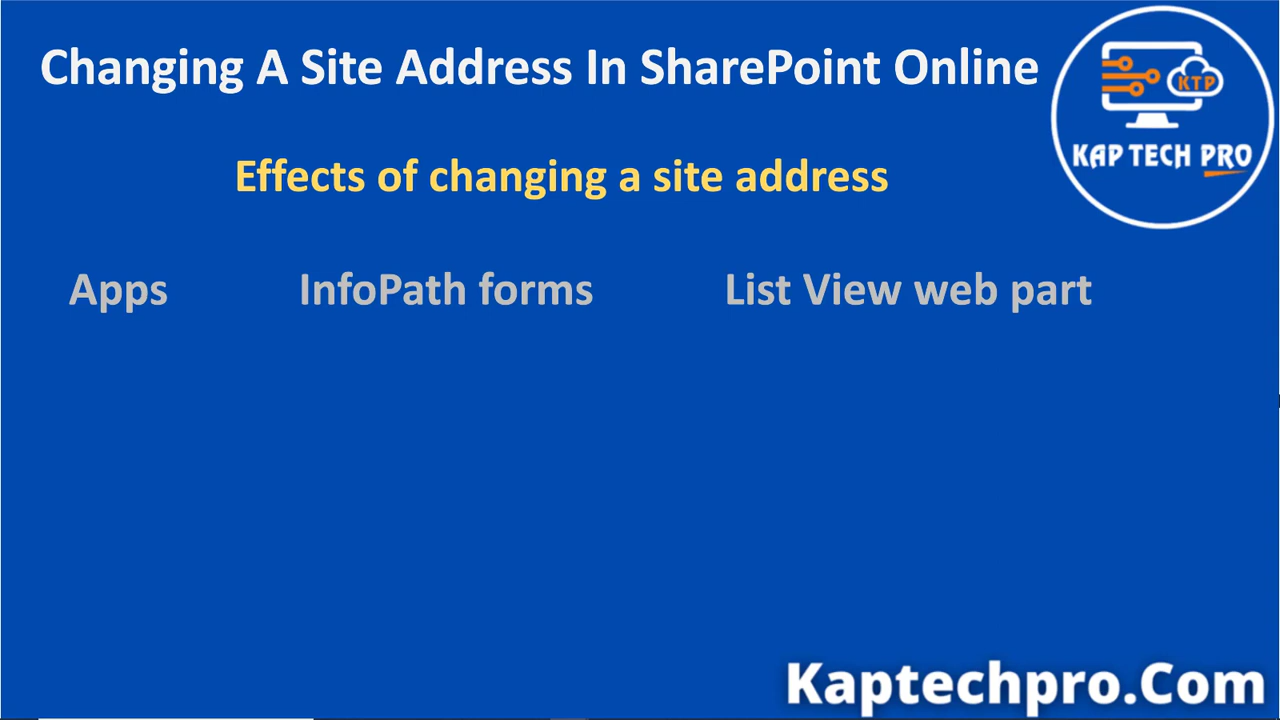 Changing A Site Address In SharePoint Online
KTP
KAP TECH PRO
Effects of changing a site address
Apps InfoPath forms List View web part
Kaptechpro.Com